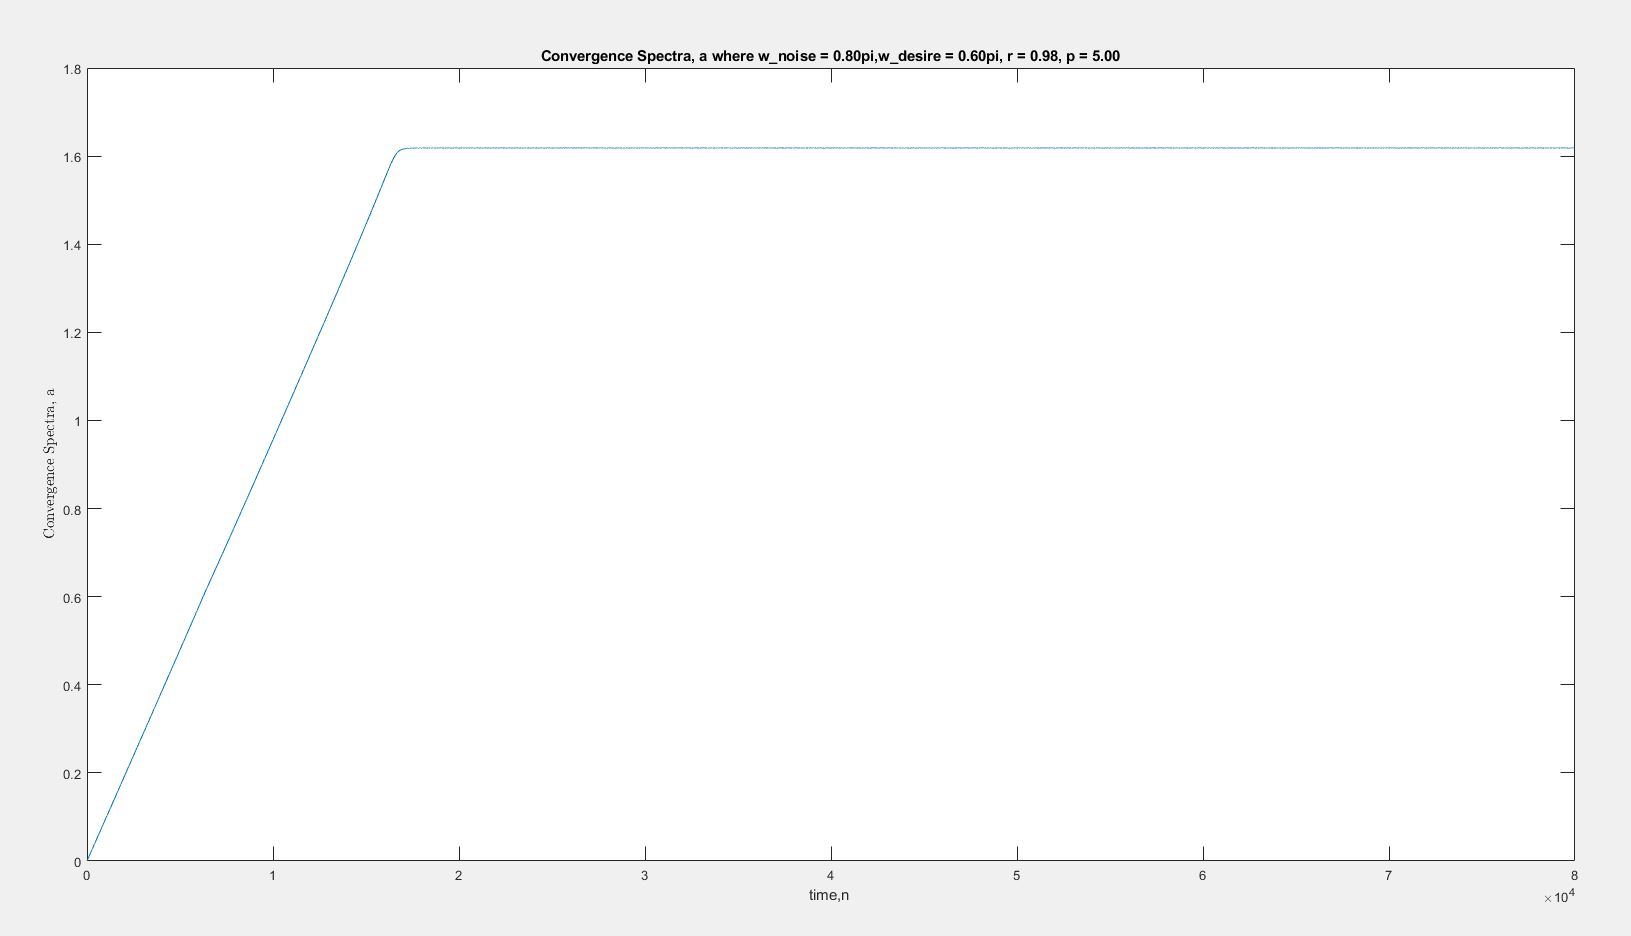 Convergence Spectra, a where w_noise = 0.80pi,w_desire = 0.60pi, r = 0.98, p = 5.00
1.8
1.6
1.4
1.2
1
0.8
0.6
0.4
0.2
0
Convergence Spectra, a
0 1 2 3 4 5 6 7 8
time,n
×10⁴